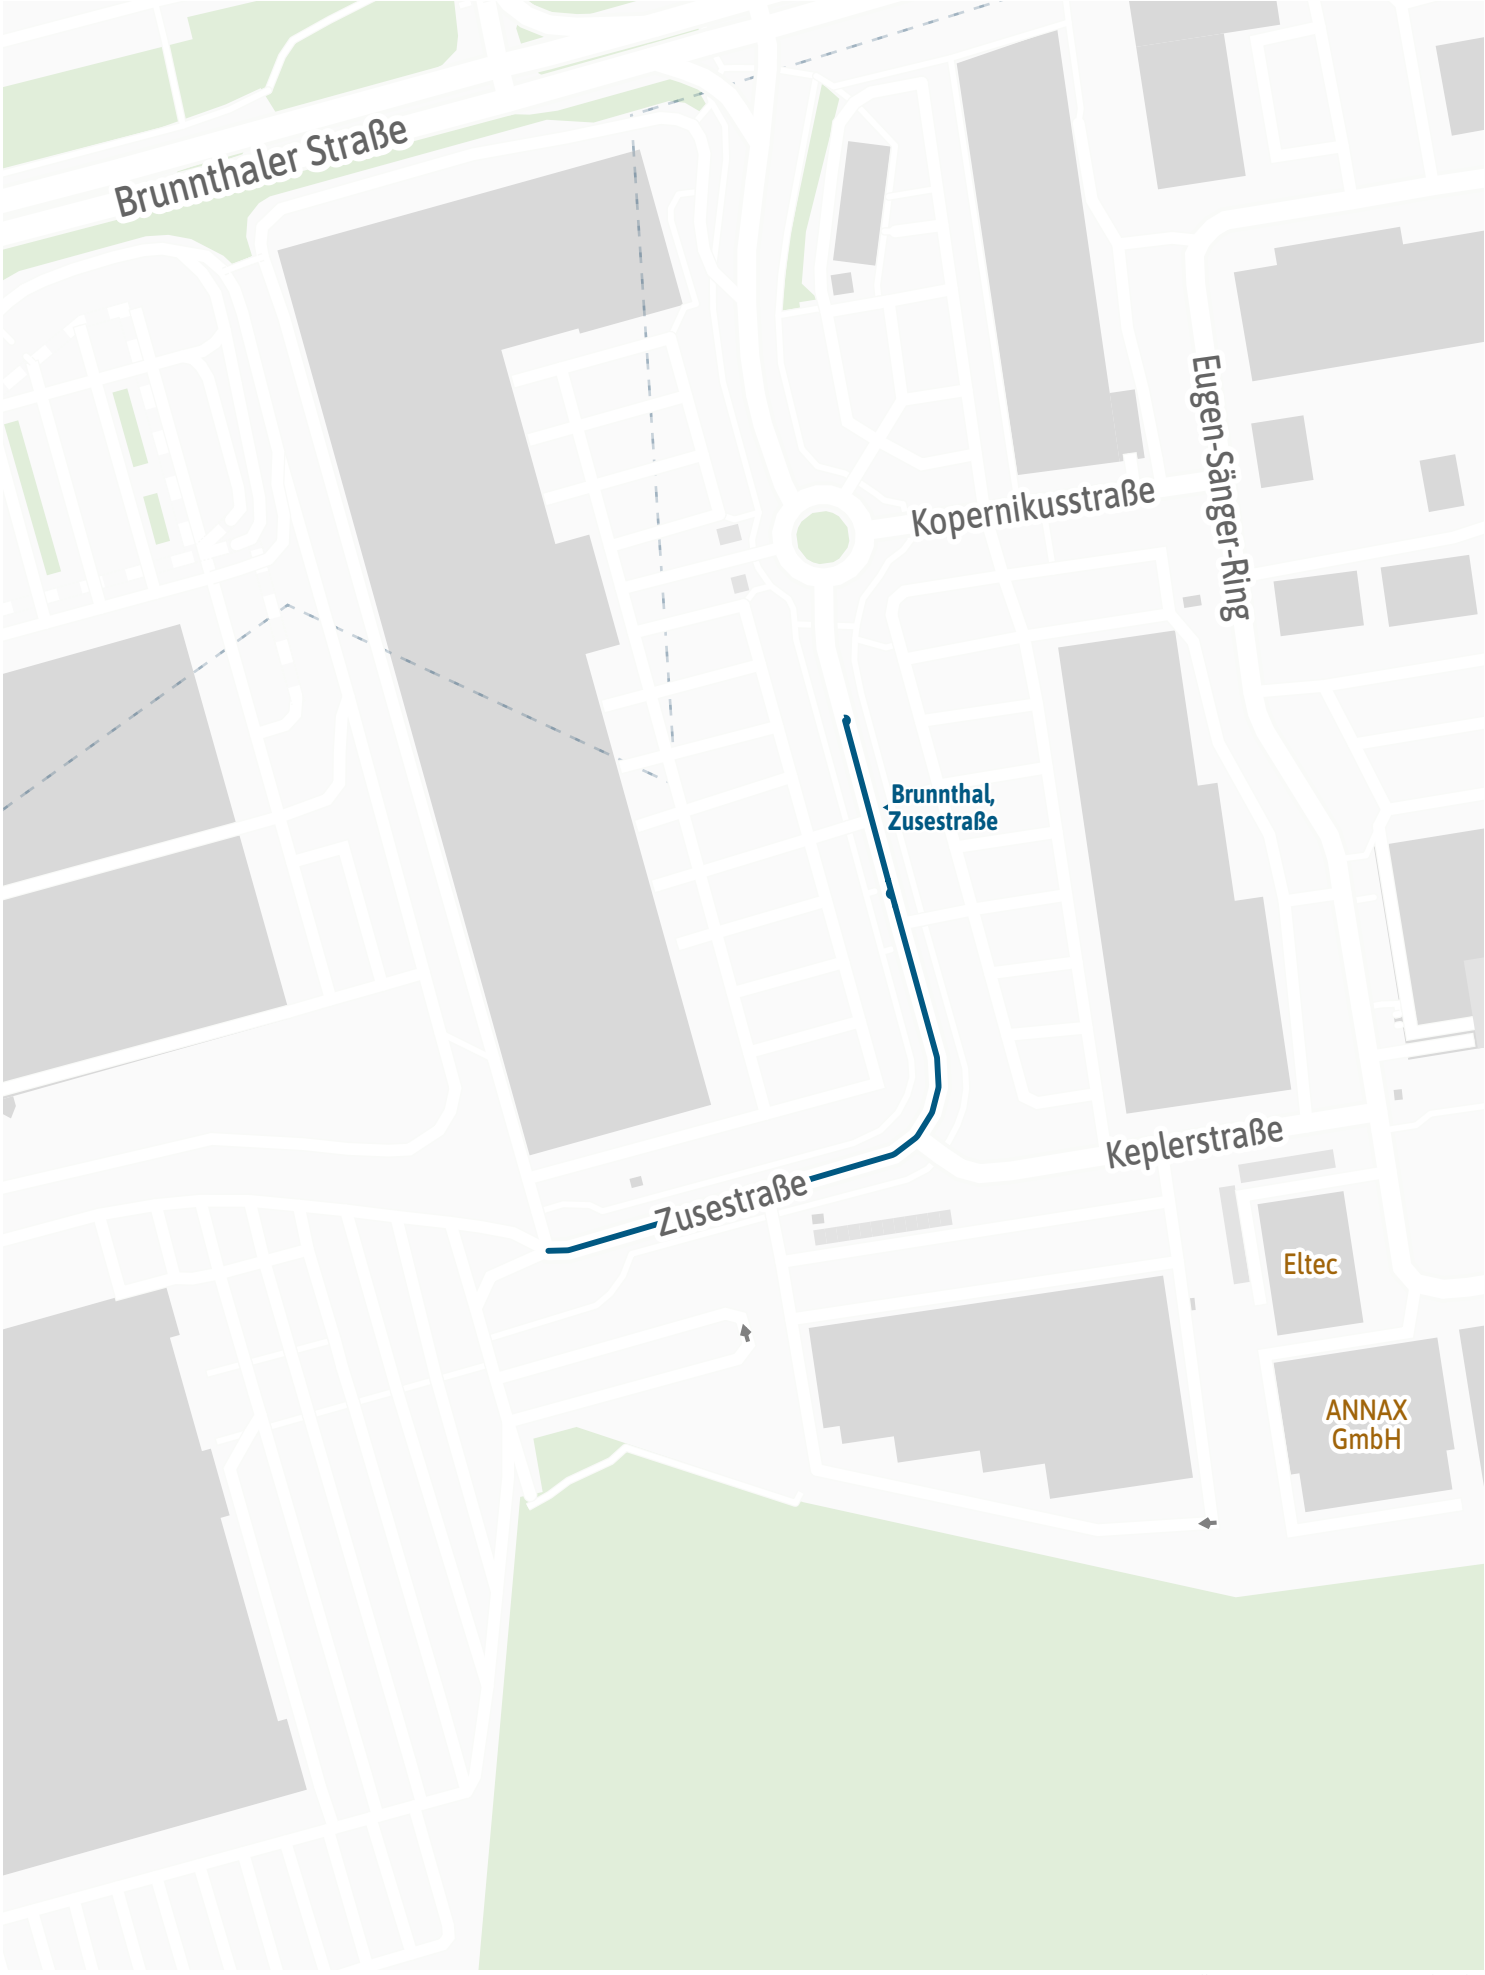 Brunnthaler Straße
Eugen-Sänger-Ring
Kopernikusstraße
Brunnthal,
Zusestraße
Keplerstraße
Zusestraße
Eltec
ANNAX
GmbH